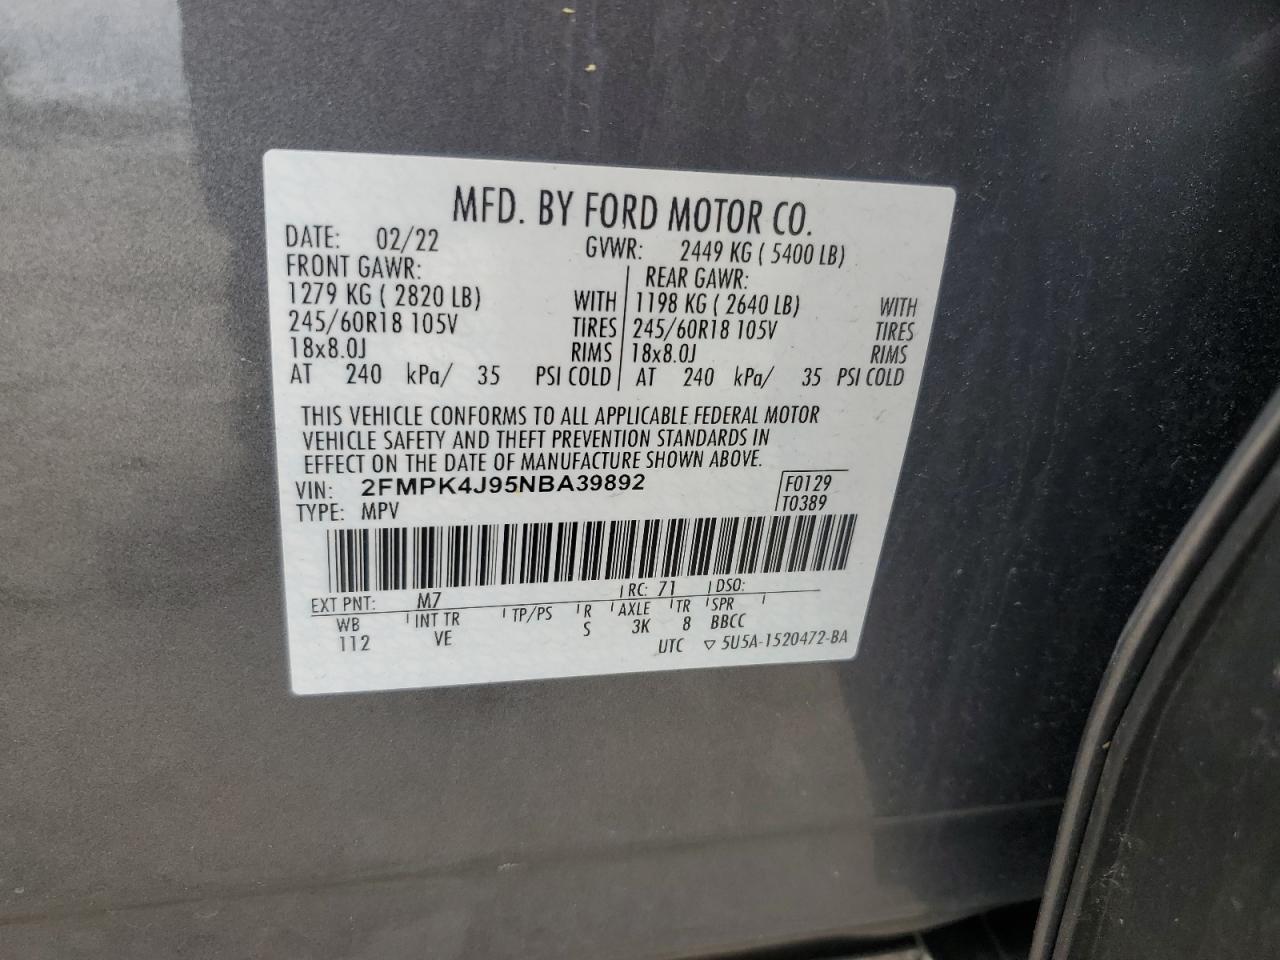 MFD. BY FORD MOTOR CO.
DATE: 02/22 GVWR: 2449 KG ( 5400 LB)
FRONT GAWR: REAR GAWR:
1279 KG ( 2820 LB) WITH 1198 KG ( 2640 LB) WITH
245/60R18 105V TIRES 245/60R18 105V TIRES
18x8.0J RIMS 18x8.0J RIMS
AT 240 kPa/ 35 PSI COLD AT 240 kPa/ 35 PSI COLD
THIS VEHICLE CONFORMS TO ALL APPLICABLE FEDERAL MOTOR
VEHICLE SAFETY AND THEFT PREVENTION STANDARDS IN
EFFECT ON THE DATE OF MANUFACTURE SHOWN ABOVE.
VIN: 2FMPK4J95NBA39892 F0129
TYPE: MPV T0389
EXT PNT: M7 RC: 71 DSO:
WB INT TR TP/PS R AXLE TR SPR
112 VE S 3K 8 BBCC
UTC ▽ 5U5A-1520472-BA